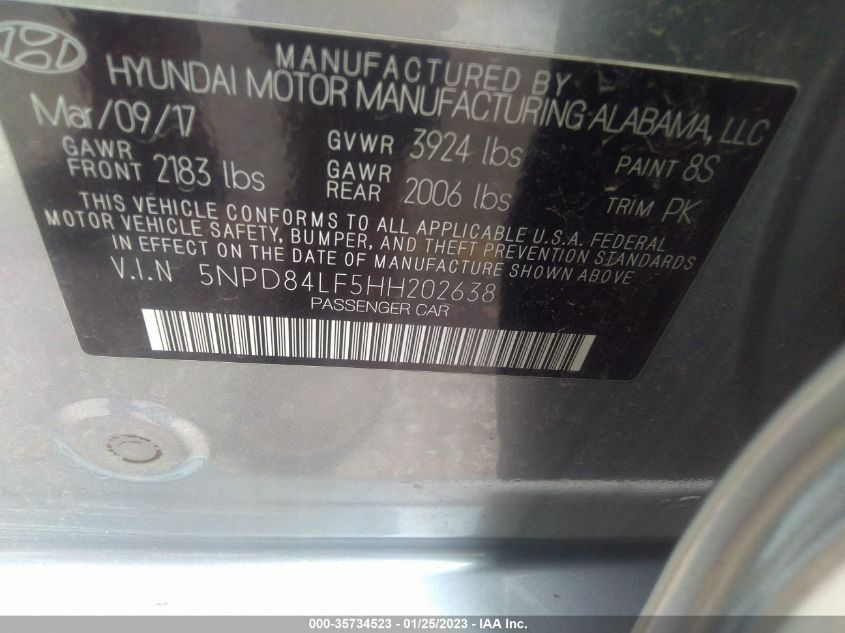 MANUFACTURED BY
HYUNDAI MOTOR MANUFACTURING ALABAMA, LLC
Mar/09/17
GAWR FRONT 2183 lbs
GVWR 3924 lbs
GAWR REAR 2006 lbs
PAINT 8S
TRIM PK
THIS VEHICLE CONFORMS TO ALL APPLICABLE U.S.A. FEDERAL
MOTOR VEHICLE SAFETY, BUMPER, AND THEFT PREVENTION STANDARDS
IN EFFECT ON THE DATE OF MANUFACTURE SHOWN ABOVE
V.I.N 5NPD84LF5HH202638
PASSENGER CAR
000-35734523 — 01/25/2023 — IAA Inc.